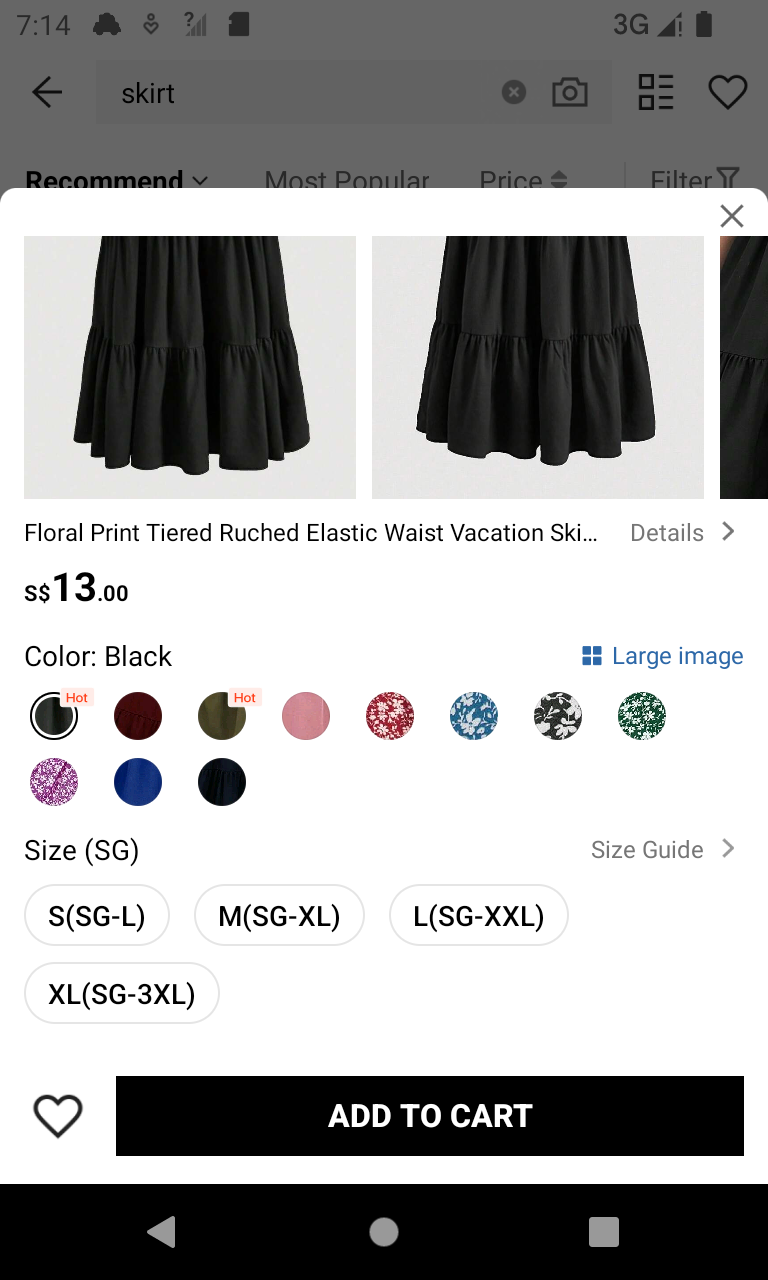 7:14
3G
skirt
Recommend
Most Popular
Price
Filter
Floral Print Tiered Ruched Elastic Waist Vacation Ski...
Details
S$13.00
Color: Black
Large image
Hot
Hot
Size (SG)
Size Guide
S(SG-L)
M(SG-XL)
L(SG-XXL)
XL(SG-3XL)
ADD TO CART